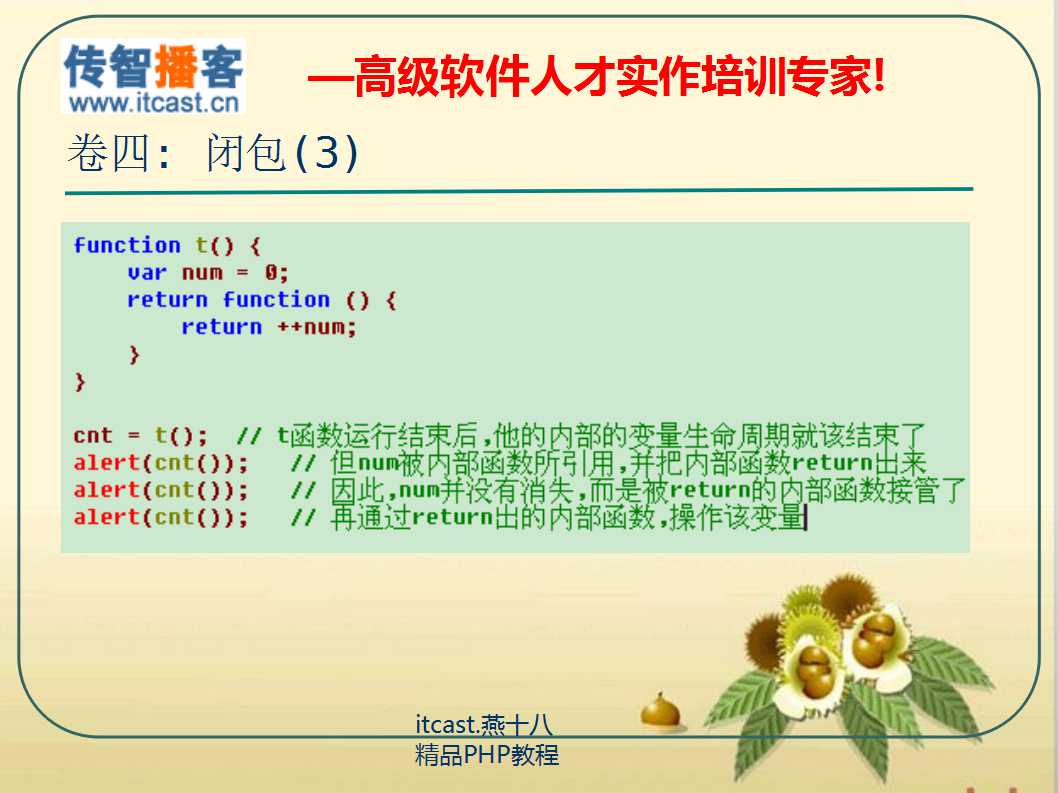 传智播客
www.itcast.cn
—高级软件人才实作培训专家!
卷四: 闭包(3)
function t() {
    var num = 0;
    return function () {
        return ++num;
    }
}
cnt = t();  // t函数运行结束后,他的内部的变量生命周期就该结束了
alert(cnt());   // 但num被内部函数所引用,并把内部函数return出来
alert(cnt());   // 因此,num并没有消失,而是被return的内部函数接管了
alert(cnt());   // 再通过return出的内部函数,操作该变量
itcast.燕十八
精品PHP教程